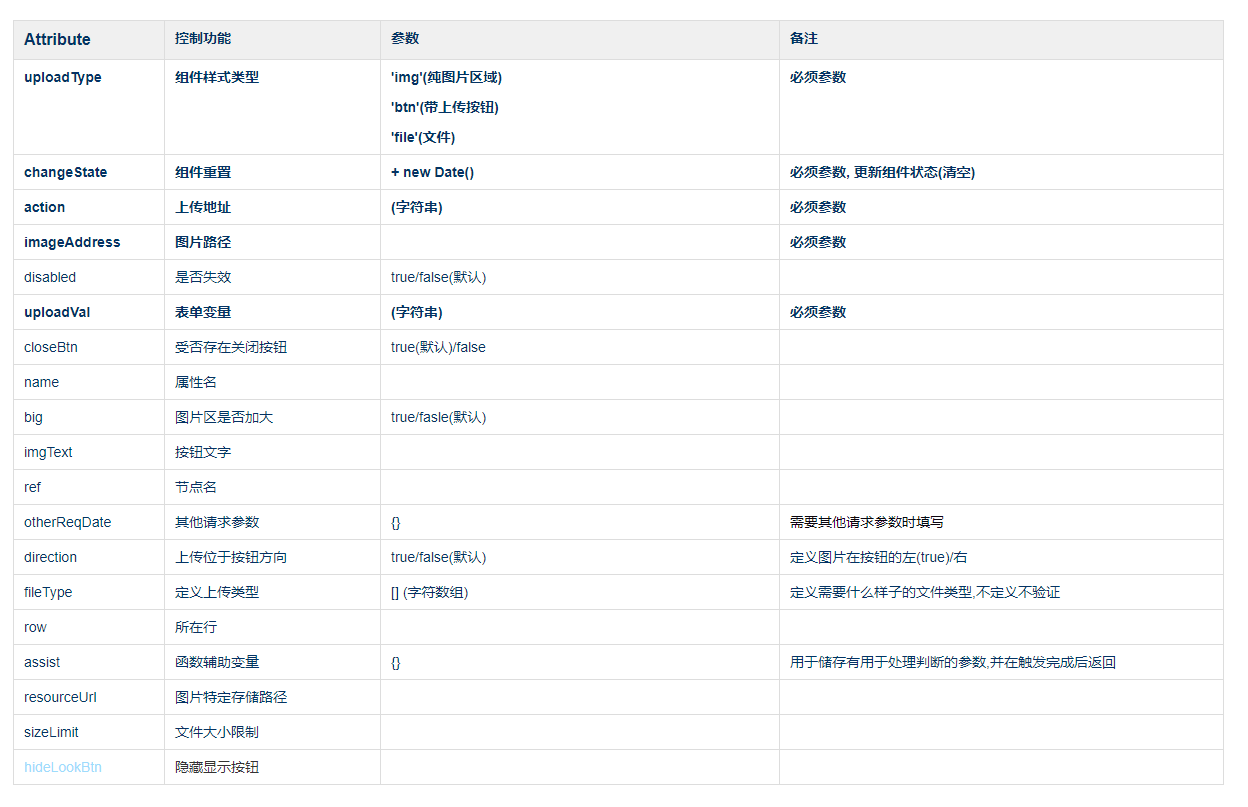 Attribute 控制功能 参数 备注
uploadType 组件样式类型 'img'(纯图片区域) 必须参数
'btn'(带上传按钮)
'file'(文件)
changeState 组件重置 + new Date() 必须参数, 更新组件状态(清空)
action 上传地址 (字符串) 必须参数
imageAddress 图片路径 必须参数
disabled 是否失效 true/false(默认)
uploadVal 表单变量 (字符串) 必须参数
closeBtn 受否存在关闭按钮 true(默认)/false
name 属性名
big 图片区是否加大 true/fasle(默认)
imgText 按钮文字
ref 节点名
otherReqDate 其他请求参数 {} 需要其他请求参数时填写
direction 上传位于按钮方向 true/false(默认) 定义图片在按钮的左(true)/右
fileType 定义上传类型 [] (字符数组) 定义需要什么样子的文件类型,不定义不验证
row 所在行
assist 函数辅助变量 {} 用于储存有用于处理判断的参数,并在触发完成后返回
resourceUrl 图片特定存储路径
sizeLimit 文件大小限制
hideLookBtn 隐藏显示按钮